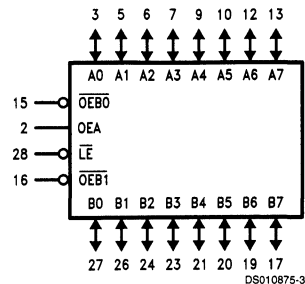 3 5 6 7 9 10 12 13
A0 A1 A2 A3 A4 A5 A6 A7
15 OEB0
2 OEA
28 LE
16 OEB1
B0 B1 B2 B3 B4 B5 B6 B7
27 26 24 23 21 20 19 17
DS010875-3